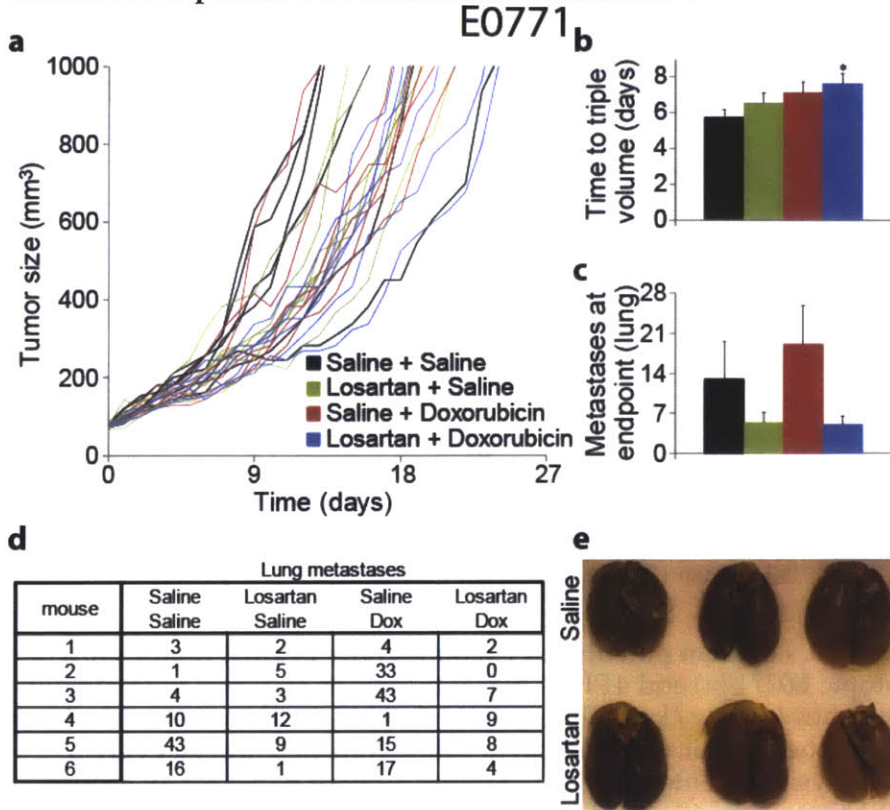 E0771
a
1000
800
600
400
200
0
Tumor size (mm³)
0 9 18 27
Time (days)
Saline + Saline
Losartan + Saline
Saline + Doxorubicin
Losartan + Doxorubicin
b
Time to triple
volume (days)
8
6
4
2
0
*
c
Metastases at
endpoint (lung)
28
21
14
7
0
d
Lung metastases
mouse Saline Saline Losartan Saline Saline Dox Losartan Dox
1 3 2 4 2
2 1 5 33 0
3 4 3 43 7
4 10 12 1 9
5 43 9 15 8
6 16 1 17 4
e
Saline
Losartan